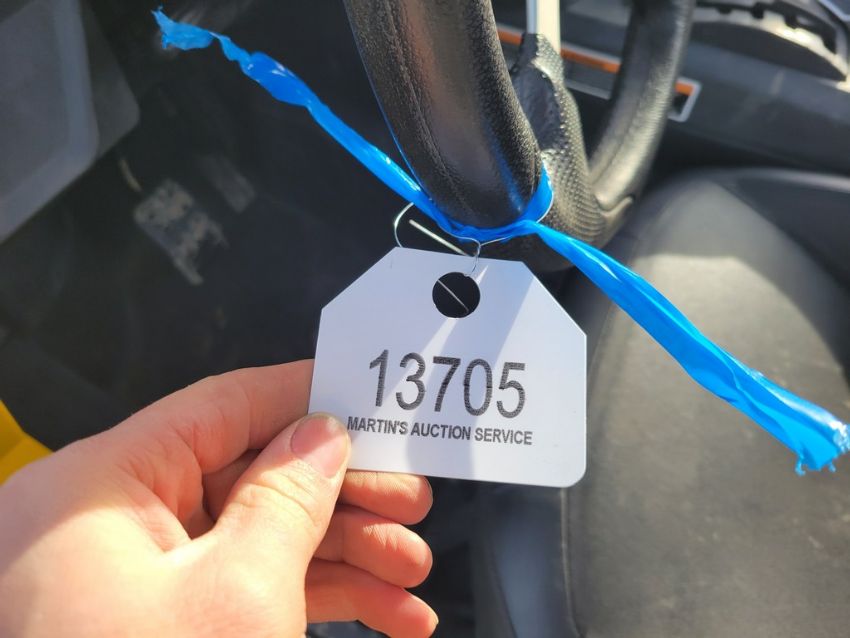 13705
MARTIN'S AUCTION SERVICE